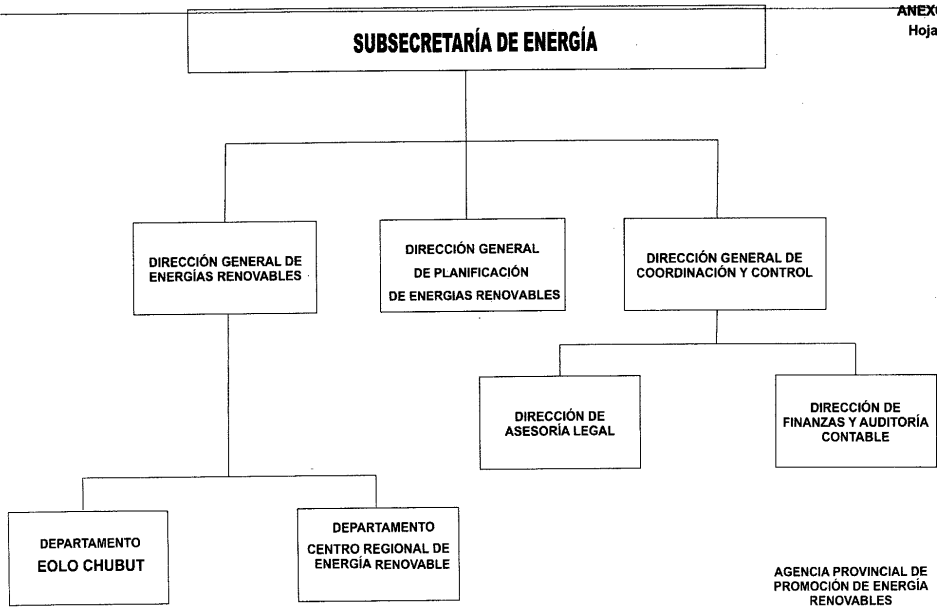 ANEXO
Hoja
SUBSECRETARÍA DE ENERGÍA
DIRECCIÓN GENERAL DE
ENERGÍAS RENOVABLES
DIRECCIÓN GENERAL
DE PLANIFICACIÓN
DE ENERGIAS RENOVABLES
DIRECCIÓN GENERAL DE
COORDINACIÓN Y CONTROL
DIRECCIÓN DE
ASESORÍA LEGAL
DIRECCIÓN DE
FINANZAS Y AUDITORÍA
CONTABLE
DEPARTAMENTO
EOLO CHUBUT
DEPARTAMENTO
CENTRO REGIONAL DE
ENERGÍA RENOVABLE
AGENCIA PROVINCIAL DE
PROMOCIÓN DE ENERGÍA
RENOVABLES